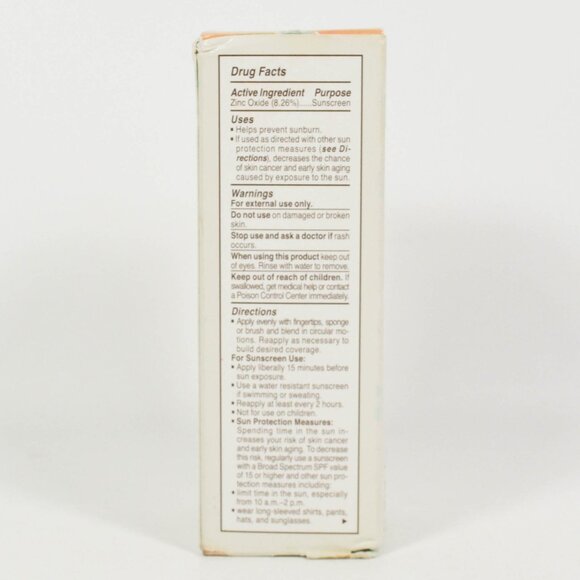 Drug Facts
Active Ingredient Purpose
Zinc Oxide (8.26%).....Sunscreen
Uses
• Helps prevent sunburn.
• If used as directed with other sun
protection measures (see Di-
rections), decreases the chance
of skin cancer and early skin aging
caused by exposure to the sun.
Warnings
For external use only.
Do not use on damaged or broken
skin.
Stop use and ask a doctor if rash
occurs.
When using this product keep out
of eyes. Rinse with water to remove.
Keep out of reach of children. If
swallowed, get medical help or contact
a Poison Control Center immediately.
Directions
• Apply evenly with fingertips, sponge
or brush and blend in circular mo-
tions. Reapply as necessary to
build desired coverage.
For Sunscreen Use:
• Apply liberally 15 minutes before
sun exposure.
• Use a water resistant sunscreen
if swimming or sweating.
• Reapply at least every 2 hours.
• Not for use on children.
• Sun Protection Measures:
Spending time in the sun in-
creases your risk of skin cancer
and early skin aging. To decrease
this risk, regularly use a sunscreen
with a Broad Spectrum SPF value
of 15 or higher and other sun pro-
tection measures including:
• limit time in the sun, especially
from 10 a.m.–2 p.m.
• wear long-sleeved shirts, pants,
hats, and sunglasses.